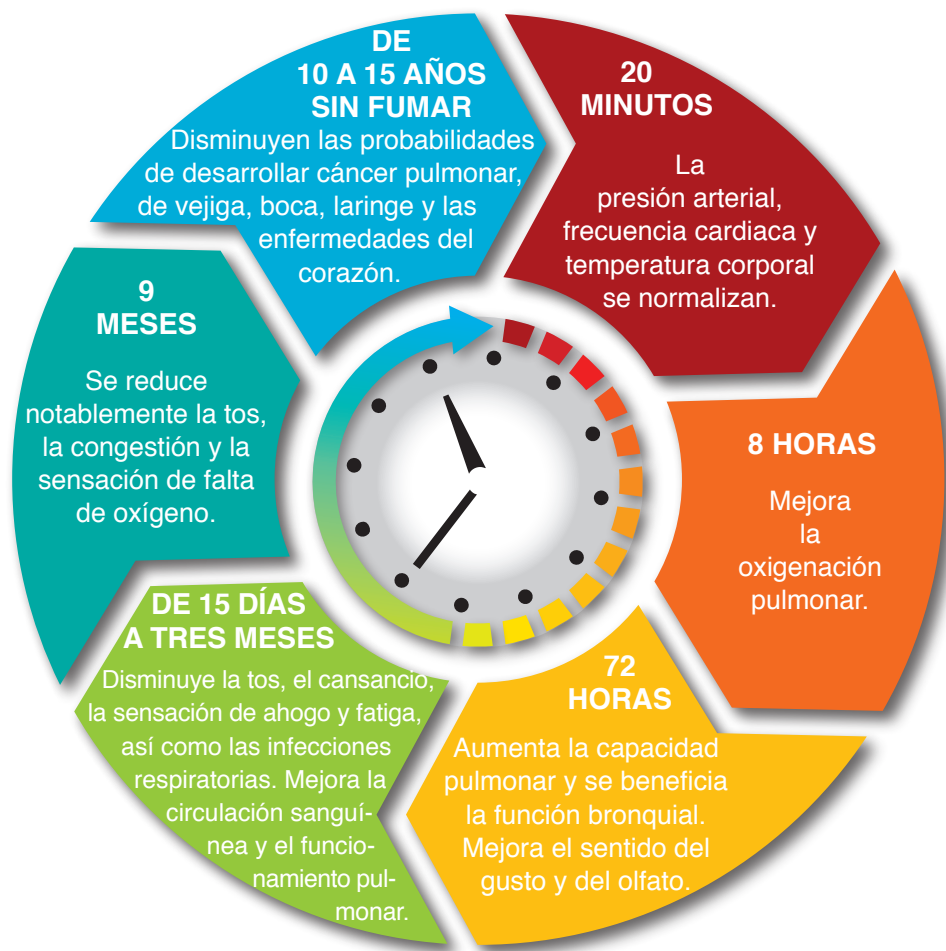 20
MINUTOS
La
presión arterial,
frecuencia cardiaca y
temperatura corporal
se normalizan.
8 HORAS
Mejora
la
oxigenación
pulmonar.
72
HORAS
Aumenta la capacidad
pulmonar y se beneficia
la función bronquial.
Mejora el sentido del
gusto y del olfato.
DE 15 DÍAS
A TRES MESES
Disminuye la tos, el cansancio,
la sensación de ahogo y fatiga,
así como las infecciones
respiratorias. Mejora la
circulación sanguí-
nea y el funcio-
namiento pul-
monar.
9
MESES
Se reduce
notablemente la tos,
la congestión y la
sensación de falta
de oxígeno.
DE
10 A 15 AÑOS
SIN FUMAR
Disminuyen las probabilidades
de desarrollar cáncer pulmonar,
de vejiga, boca, laringe y las
enfermedades del
corazón.